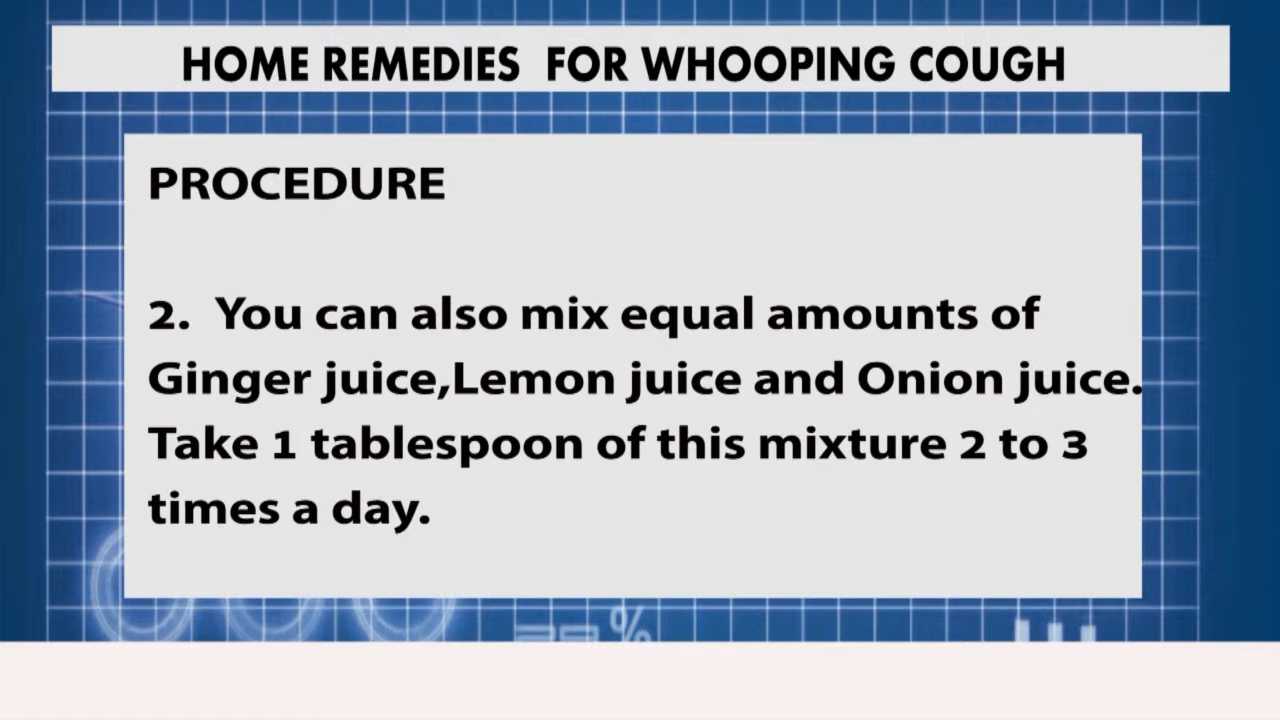 HOME REMEDIES  FOR WHOOPING COUGH
PROCEDURE
2.  You can also mix equal amounts of
Ginger juice,Lemon juice and Onion juice.
Take 1 tablespoon of this mixture 2 to 3
times a day.
%